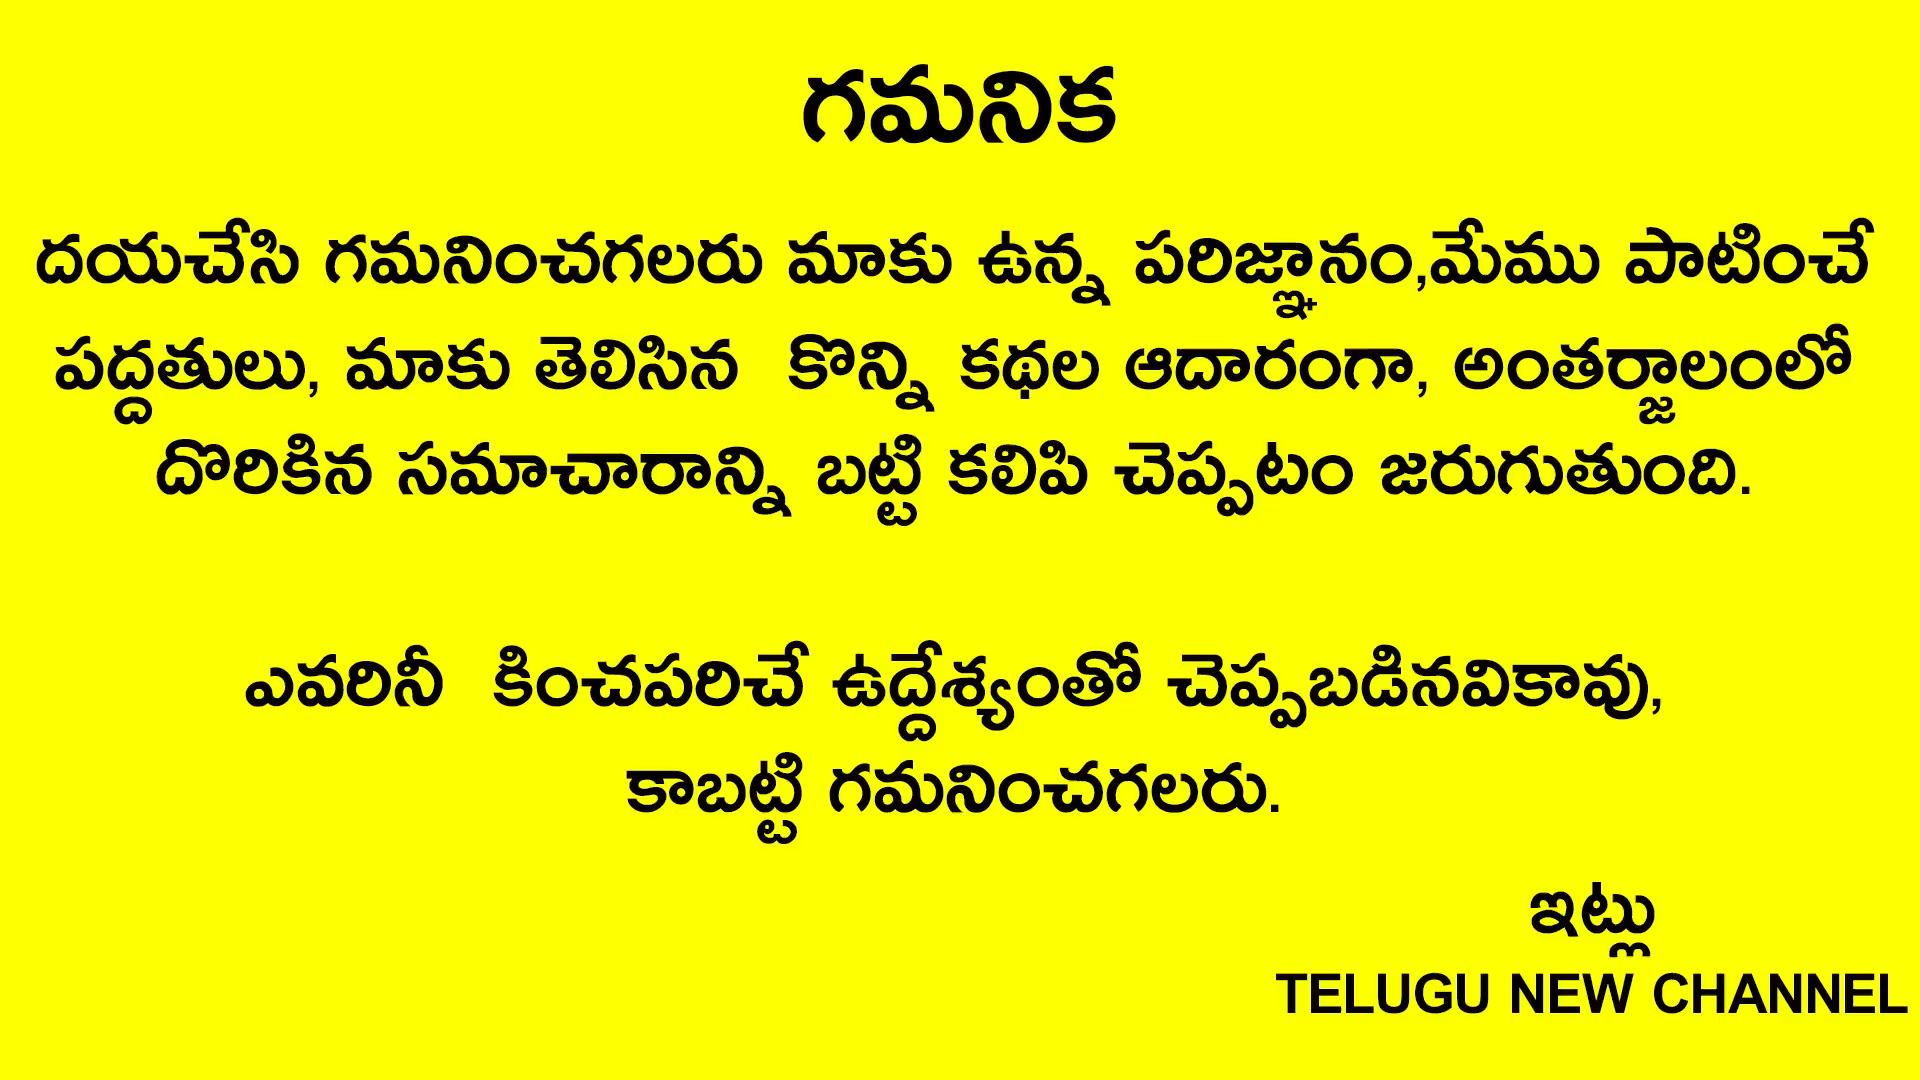 గమనిక
దయచేసి గమనించగలరు మాకు ఉన్న పరిజ్ఞానం,మేము పాటించే
పద్దతులు, మాకు తెలిసిన కొన్ని కథల ఆదారంగా, అంతర్జాలంలో
దొరికిన సమాచారాన్ని బట్టి కలిపి చెప్పటం జరుగుతుంది.
ఎవరినీ కించపరిచే ఉద్దేశ్యంతో చెప్పబడినవికావు,
కాబట్టి గమనించగలరు.
ఇట్లు
TELUGU NEW CHANNEL